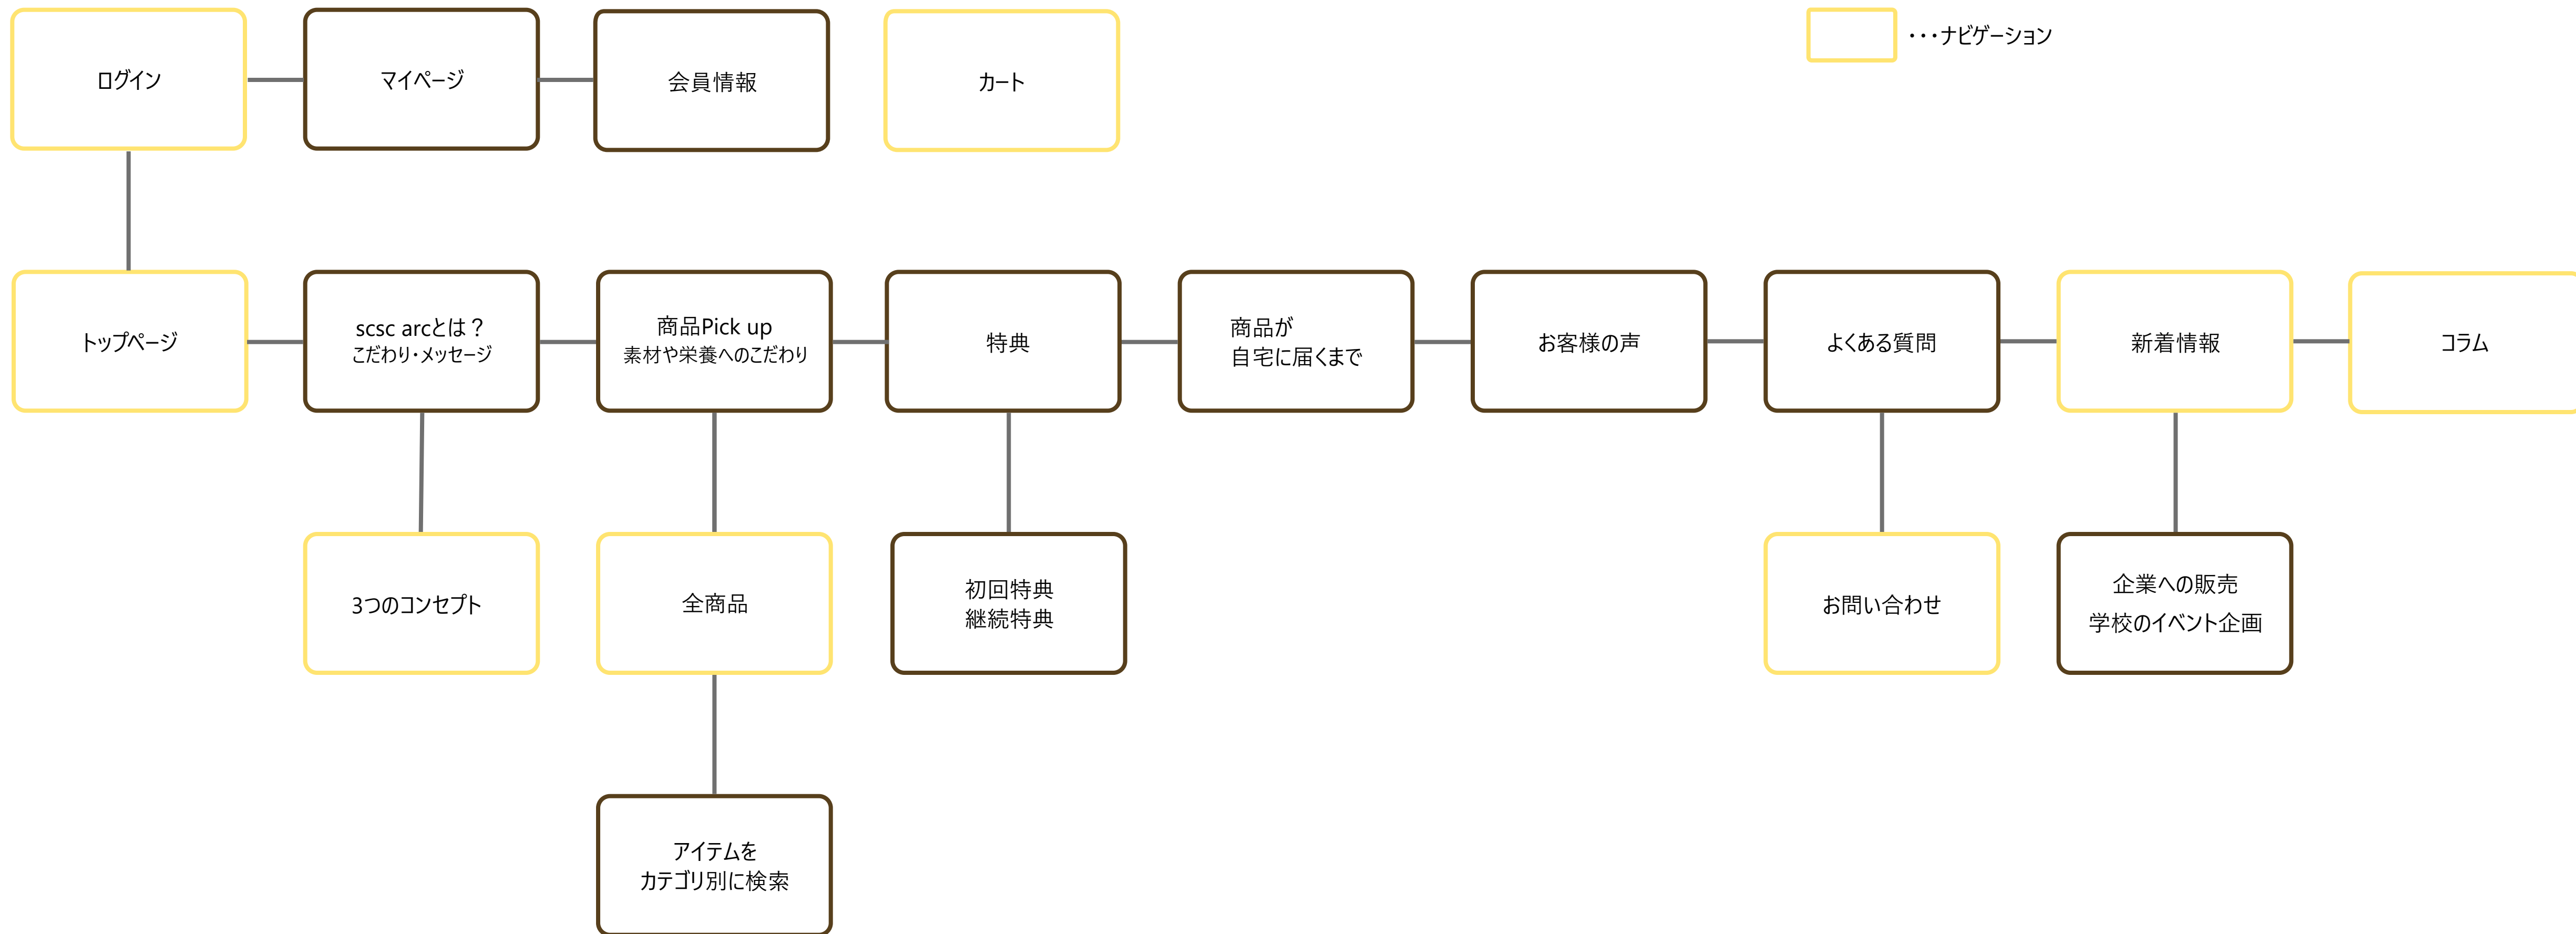 ログイン
マイページ
会員情報
カート
・・・ナビゲーション
トップページ
scsc arcとは？
こだわり・メッセージ
商品Pick up
素材や栄養へのこだわり
特典
商品が
自宅に届くまで
お客様の声
よくある質問
新着情報
コラム
3つのコンセプト
全商品
初回特典
継続特典
お問い合わせ
企業への販売
学校のイベント企画
アイテムを
カテゴリ別に検索